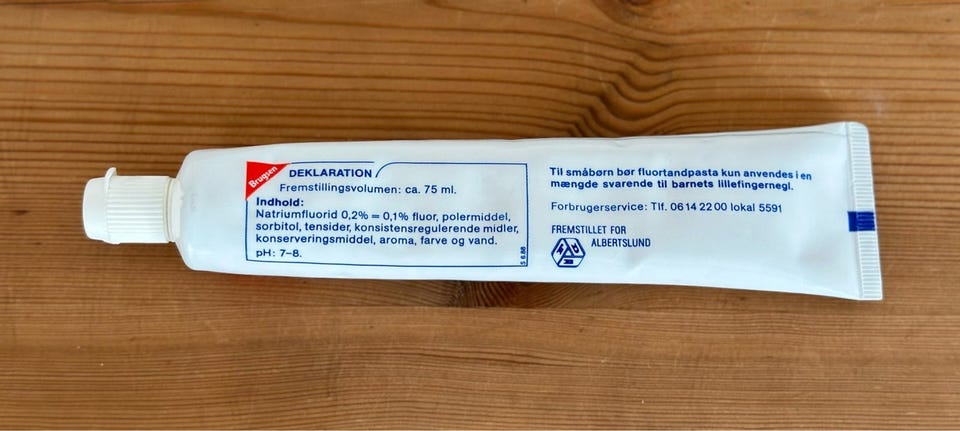 Brugsen
DEKLARATION
Fremstillingsvolumen: ca. 75 ml.
Indhold:
Natriumfluorid 0,2% = 0,1% fluor, polermiddel,
sorbitol, tensider, konsistensregulerende midler,
konserveringsmiddel, aroma, farve og vand.
pH: 7–8.
S 6.88
Til småbørn bør fluortandpasta kun anvendes i en
mængde svarende til barnets lillefingernegl.
Forbrugerservice: Tlf. 06 14 22 00 lokal 5591
FREMSTILLET FOR
ALBERTSLUND